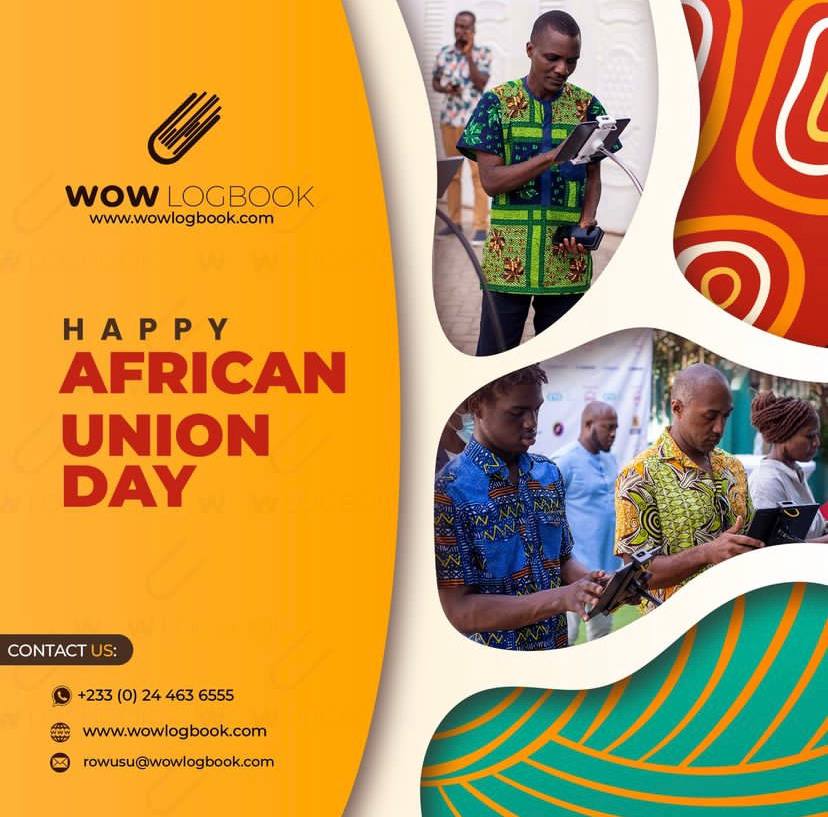 WOW LOGBOOK
www.wowlogbook.com
HAPPY
AFRICAN
UNION
DAY
CONTACT US:
+233 (0) 24 463 6555
www.wowlogbook.com
rowusu@wowlogbook.com